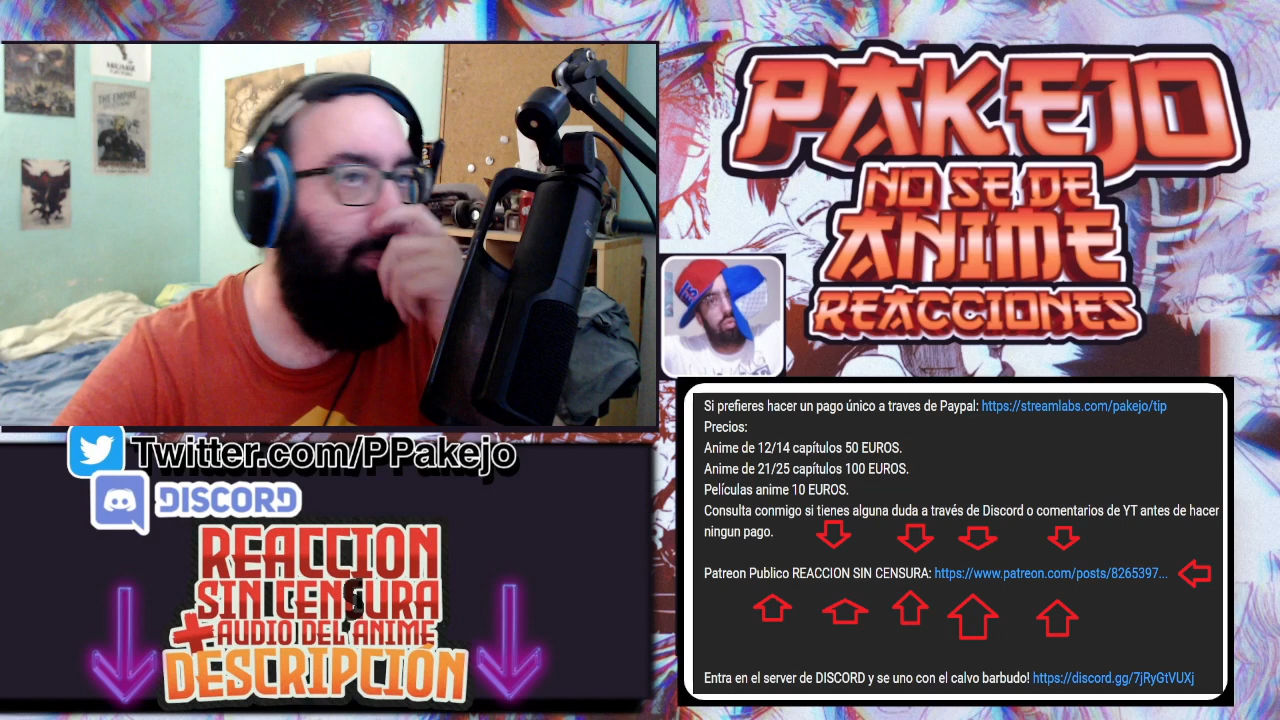 THE EMPIRE
PAKEJO
NO SE DE
ANIME
REACCIONES
Si prefieres hacer un pago único a traves de Paypal: https://streamlabs.com/pakejo/tip
Precios:
Anime de 12/14 capítulos 50 EUROS.
Anime de 21/25 capítulos 100 EUROS.
Películas anime 10 EUROS.
Consulta conmigo si tienes alguna duda a través de Discord o comentarios de YT antes de hacer
ningun pago.
Patreon Publico REACCION SIN CENSURA: https://www.patreon.com/posts/8265397...
Entra en el server de DISCORD y se uno con el calvo barbudo! https://discord.gg/7jRyGtVUXj
Twitter.com/PPakejo
DISCORD
REACCION
SIN CENSURA
+AUDIO DEL ANIME
DESCRIPCIÓN